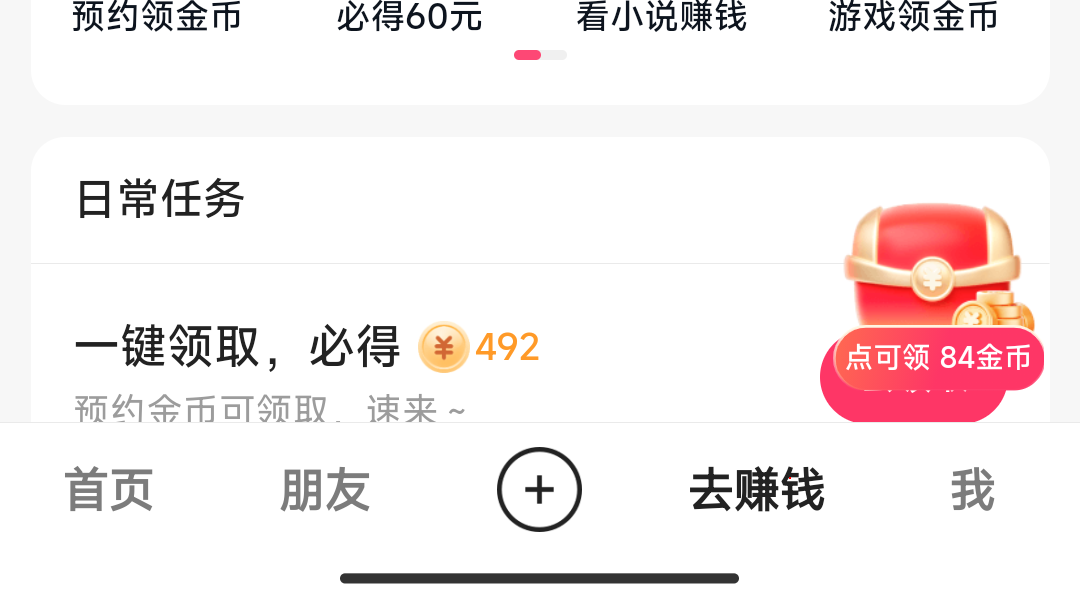 预约领金币 必得60元 看小说赚钱 游戏领金币
日常任务
一键领取，必得 492
点可领 84金币
预约金币可领取，速来 ~
首页 朋友 去赚钱 我